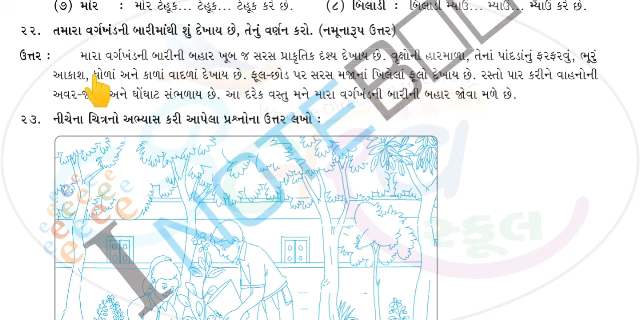 (૭) મોર : મોર ટેહૂક... ટેહૂક... ટેહૂક કરે છે. (૮) બિલાડી : બિલાડી મ્યાઉં... મ્યાઉં... મ્યાઉં કરે છે.
૨૨. તમારા વર્ગખંડની બારીમાંથી શું દેખાય છે, તેનું વર્ણન કરો. (નમૂનારૂપ ઉત્તર)
ઉત્તર : મારા વર્ગખંડની બારીની બહાર ખૂબ જ સરસ પ્રાકૃતિક દૃશ્ય દેખાય છે. વૃક્ષોની હારમાળા, તેનાં પાંદડાંનું ફરફરવું, ભૂરું
આકાશ, ધોળાં અને કાળાં વાદળાં દેખાય છે. ફૂલ-છોડ પર સરસ મજાનાં ખિલેલાં ફૂલો દેખાય છે. રસ્તો પાર કરીને વાહનોની
અવર-જવર અને ઘોંઘાટ સંભળાય છે. આ દરેક વસ્તુ મને મારા વર્ગખંડની બારીની બહાર જોવા મળે છે.
૨૩. નીચેના ચિત્રનો અભ્યાસ કરી આપેલા પ્રશ્નોના ઉત્તર લખો :